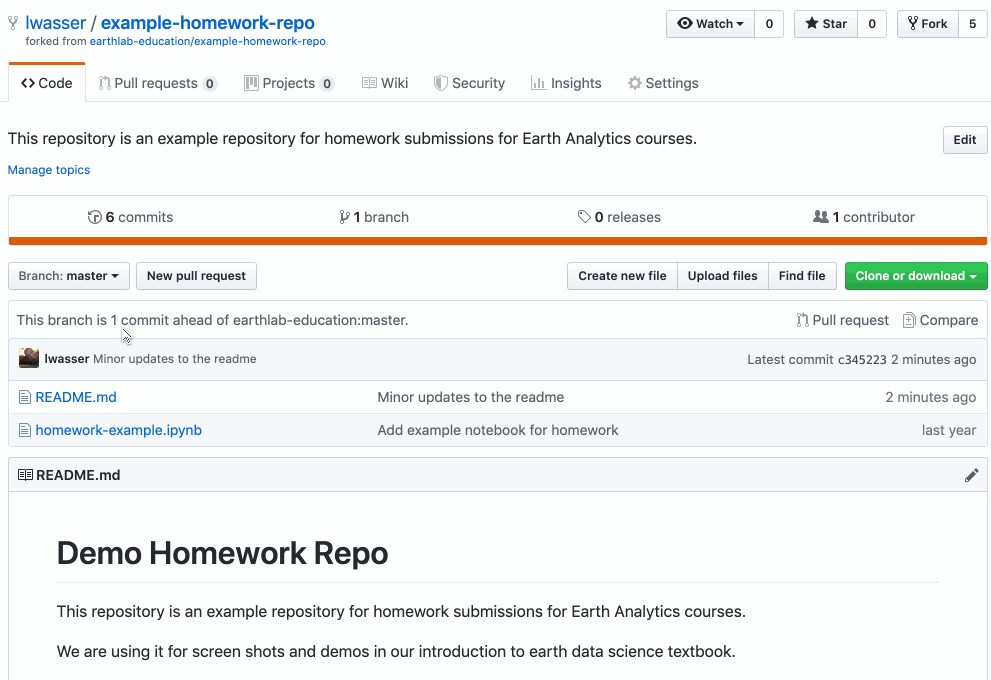 lwasser / example-homework-repo
Watch 0 Star 0 Fork 5
forked from earthlab-education/example-homework-repo
Code Pull requests 0 Projects 0 Wiki Security Insights Settings
This repository is an example repository for homework submissions for Earth Analytics courses.
Edit
Manage topics
6 commits 1 branch 0 releases 1 contributor
Branch: master New pull request Create new file Upload files Find file Clone or download
This branch is 1 commit ahead of earthlab-education:master. Pull request Compare
lwasser Minor updates to the readme Latest commit c345223 2 minutes ago
README.md Minor updates to the readme 2 minutes ago
homework-example.ipynb Add example notebook for homework last year
README.md
Demo Homework Repo
This repository is an example repository for homework submissions for Earth Analytics courses.
We are using it for screen shots and demos in our introduction to earth data science textbook.